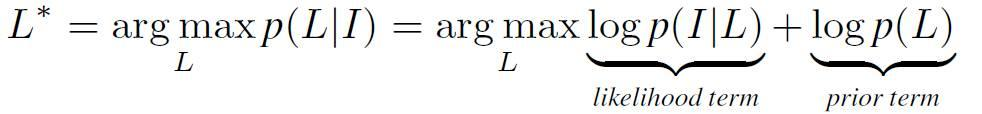 L* = arg max p(L|I) = arg max log p(I|L) + log p(L)
L L
likelihood term prior term